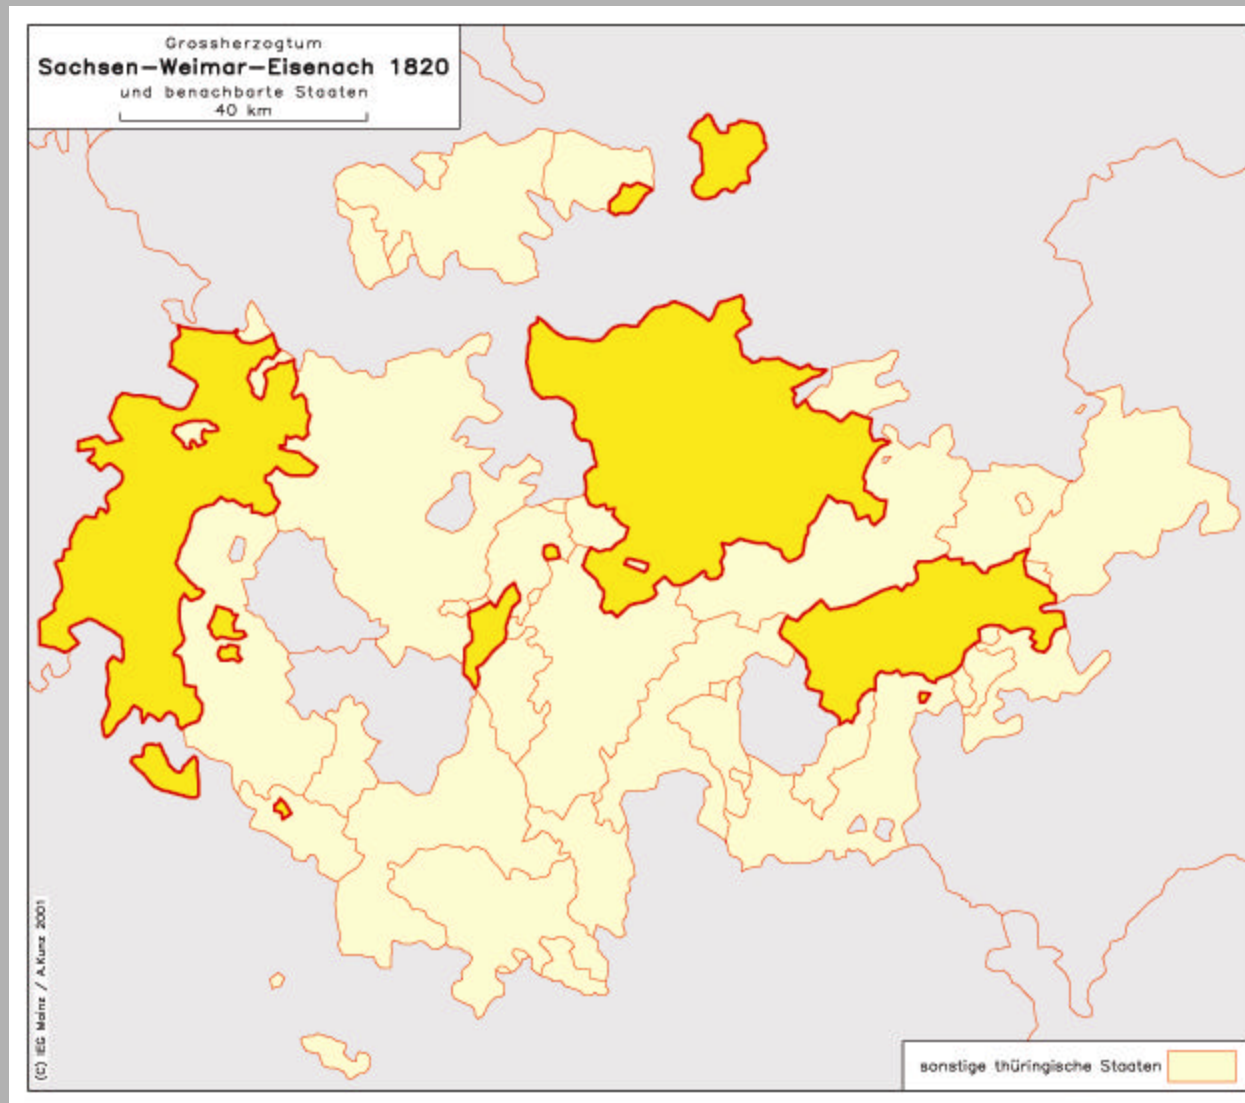 Grossherzogtum
Sachsen-Weimar-Eisenach 1820
und benachbarte Staaten
40 km
(C) IEG Mainz / A.Kunz 2001
sonstige thüringische Staaten